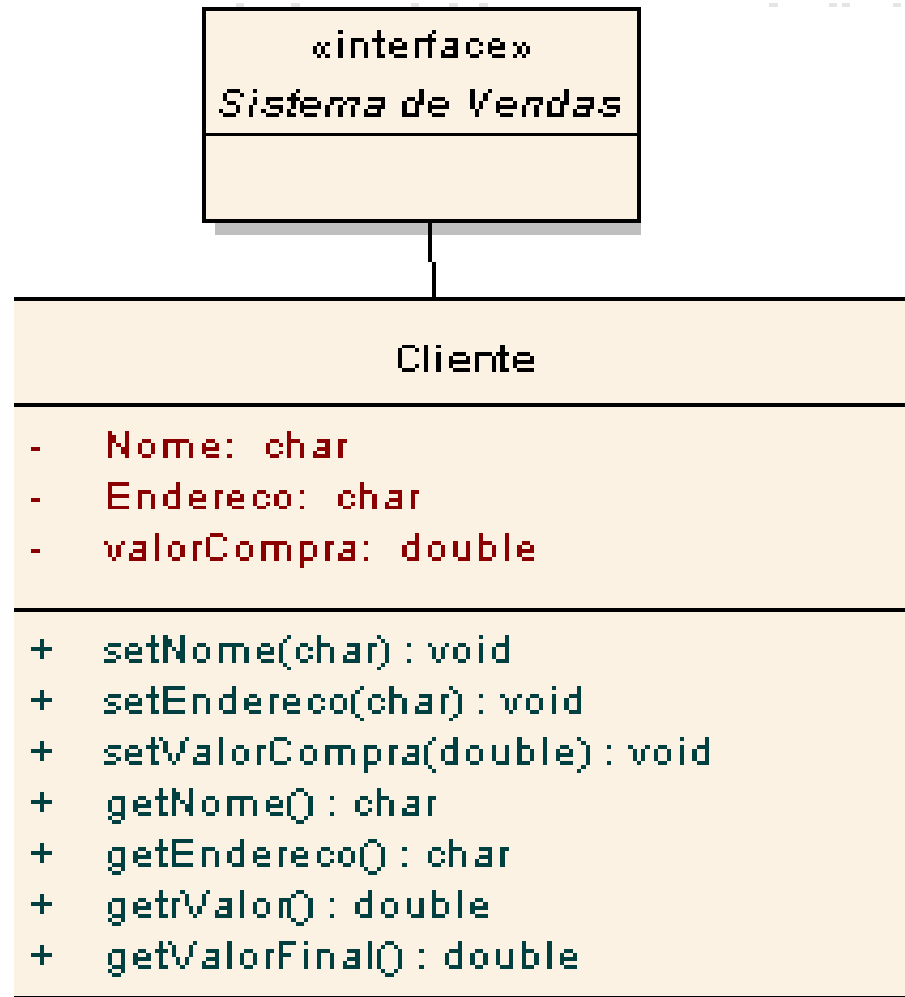 «interface»
Sistema de Vendas
Cliente
- Nome: char
- Endereco: char
- valorCompra: double
+ setNome(char) : void
+ setEndereco(char) : void
+ setValorCompra(double) : void
+ getNome() : char
+ getEndereco() : char
+ getrValor() : double
+ getValorFinal() : double